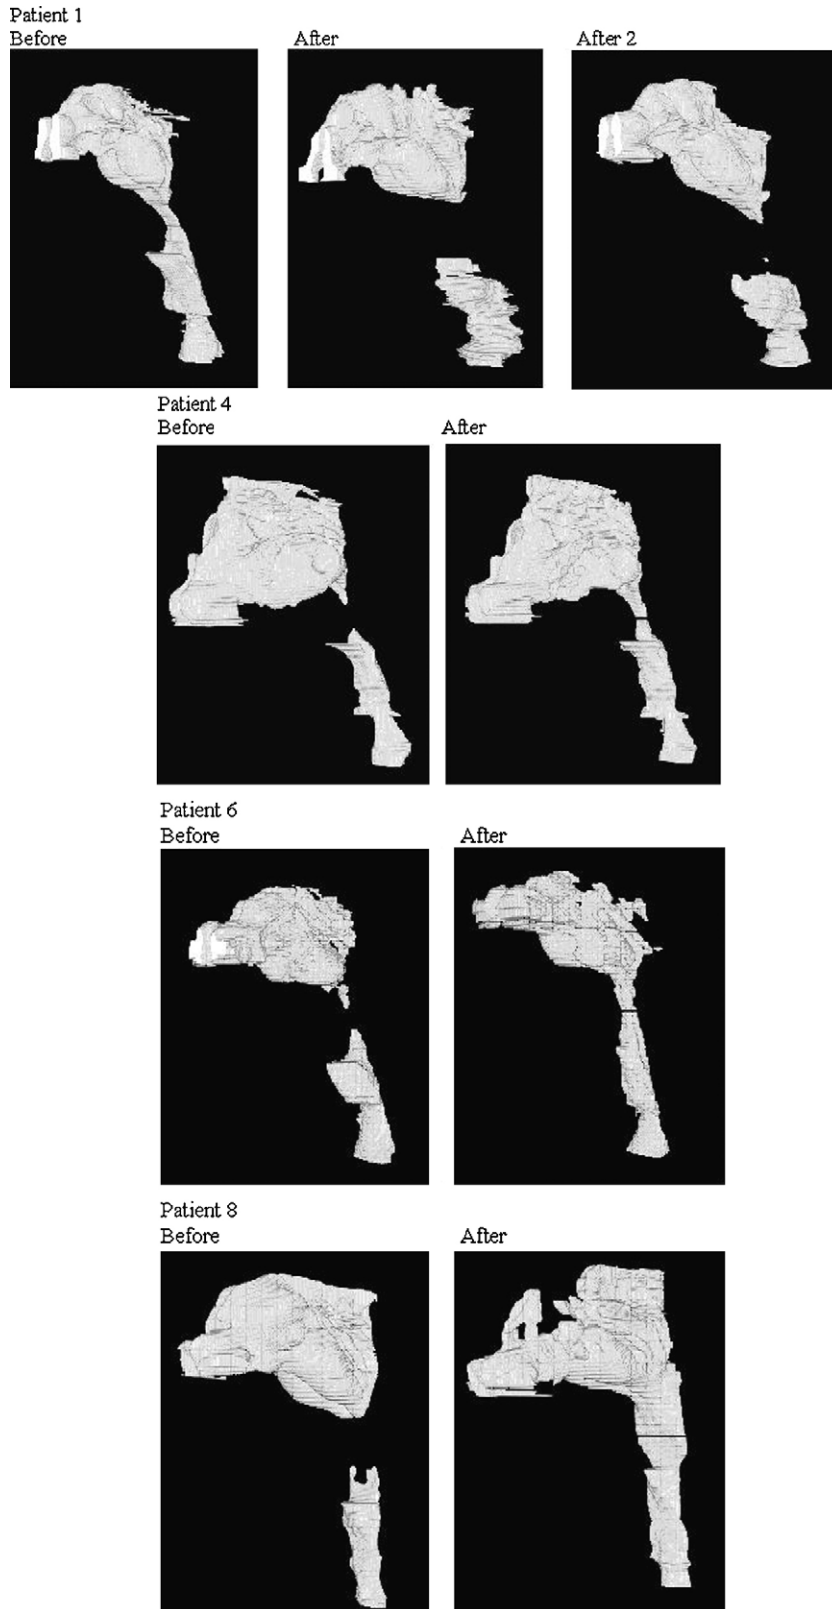 Patient 1
Before After After 2
Patient 4
Before After
Patient 6
Before After
Patient 8
Before After